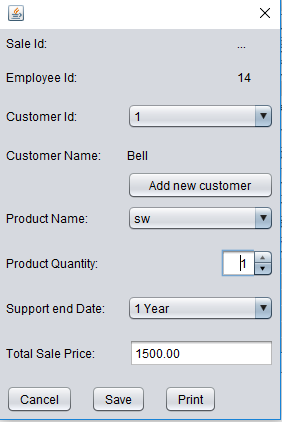 Sale Id: ...
Employee Id: 14
Customer Id: 1
Customer Name: Bell
Add new customer
Product Name: sw
Product Quantity: 1
Support end Date: 1 Year
Total Sale Price: 1500.00
Cancel Save Print